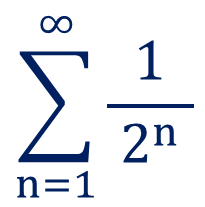 ∞
∑ 1/2ⁿ
n=1